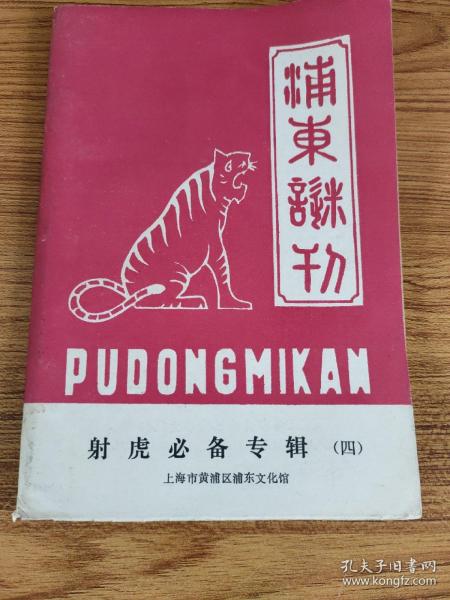 浦東謎刊
PUDONGMIKAN
射虎必备专辑（四）
上海市黄浦区浦东文化馆
孔夫子旧书网
www.kongfz.com